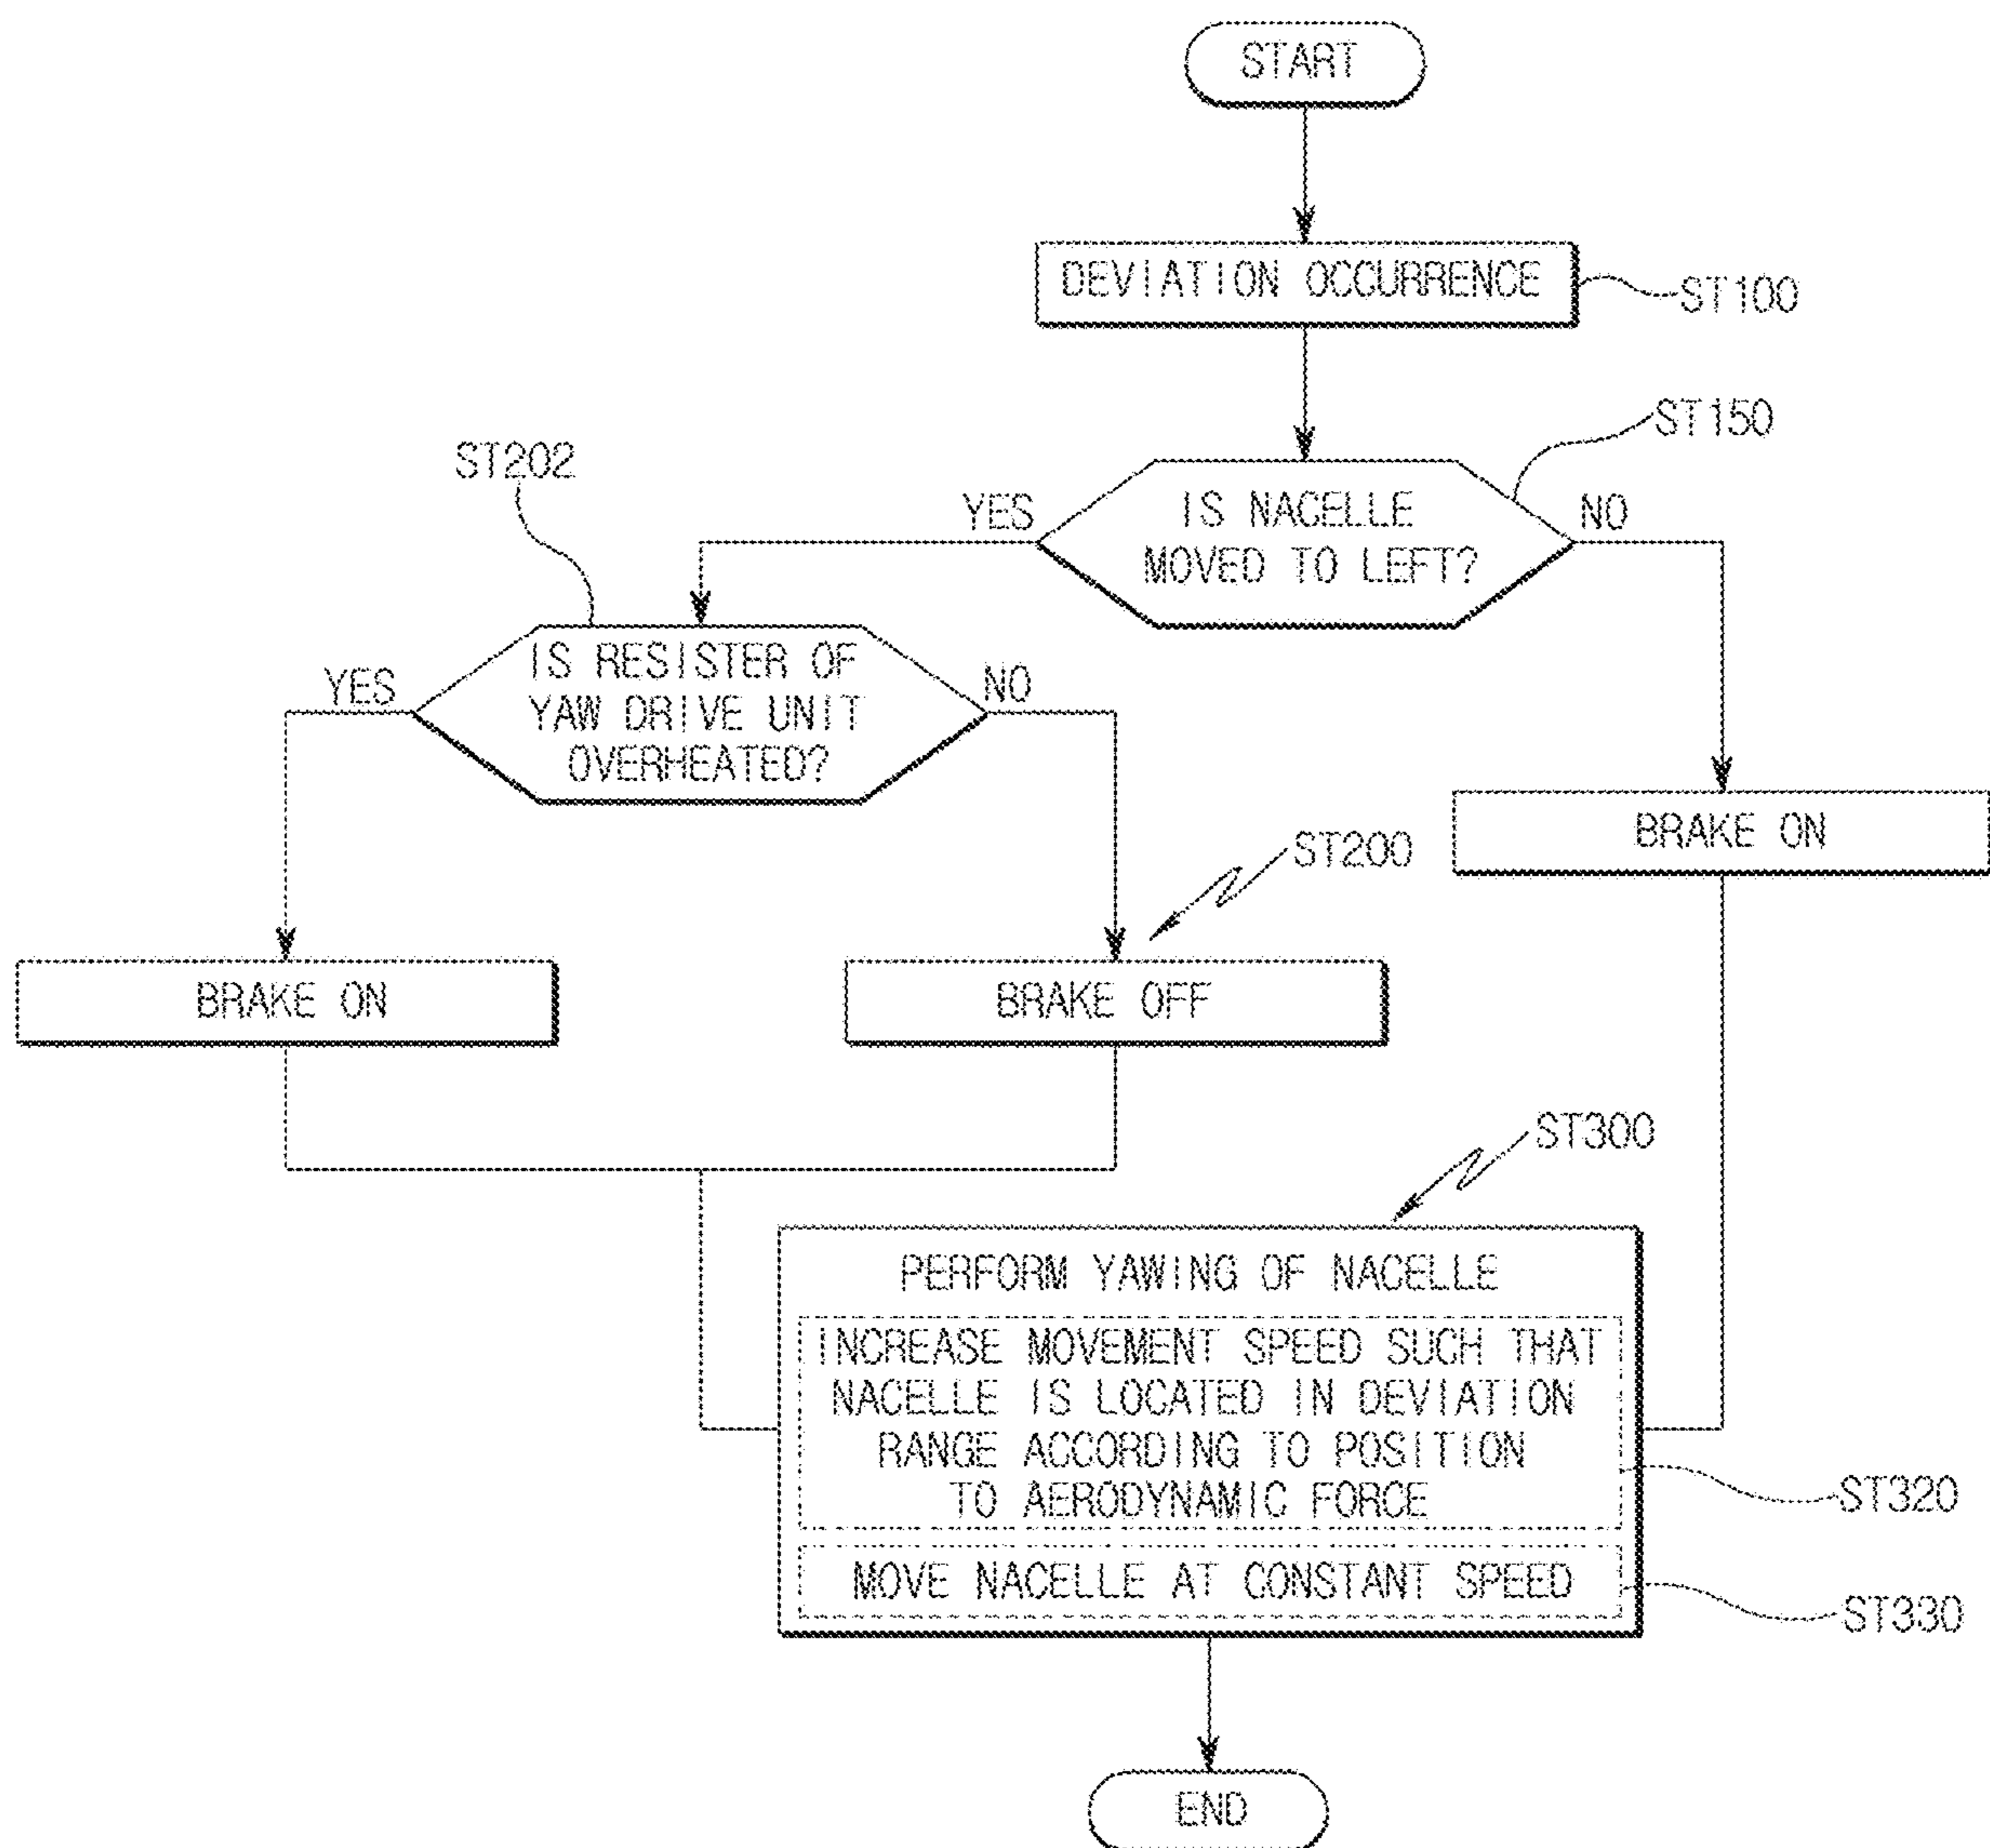 START
DEVIATION OCCURRENCE
ST100
ST150
ST202
YES
IS NACELLE
MOVED TO LEFT?
NO
YES
IS RESISTER OF
YAW DRIVE UNIT
OVERHEATED?
NO
BRAKE ON
ST200
BRAKE ON
BRAKE OFF
ST300
PERFORM YAWING OF NACELLE
INCREASE MOVEMENT SPEED SUCH THAT
NACELLE IS LOCATED IN DEVIATION
RANGE ACCORDING TO POSITION
TO AERODYNAMIC FORCE
ST320
MOVE NACELLE AT CONSTANT SPEED
ST330
END